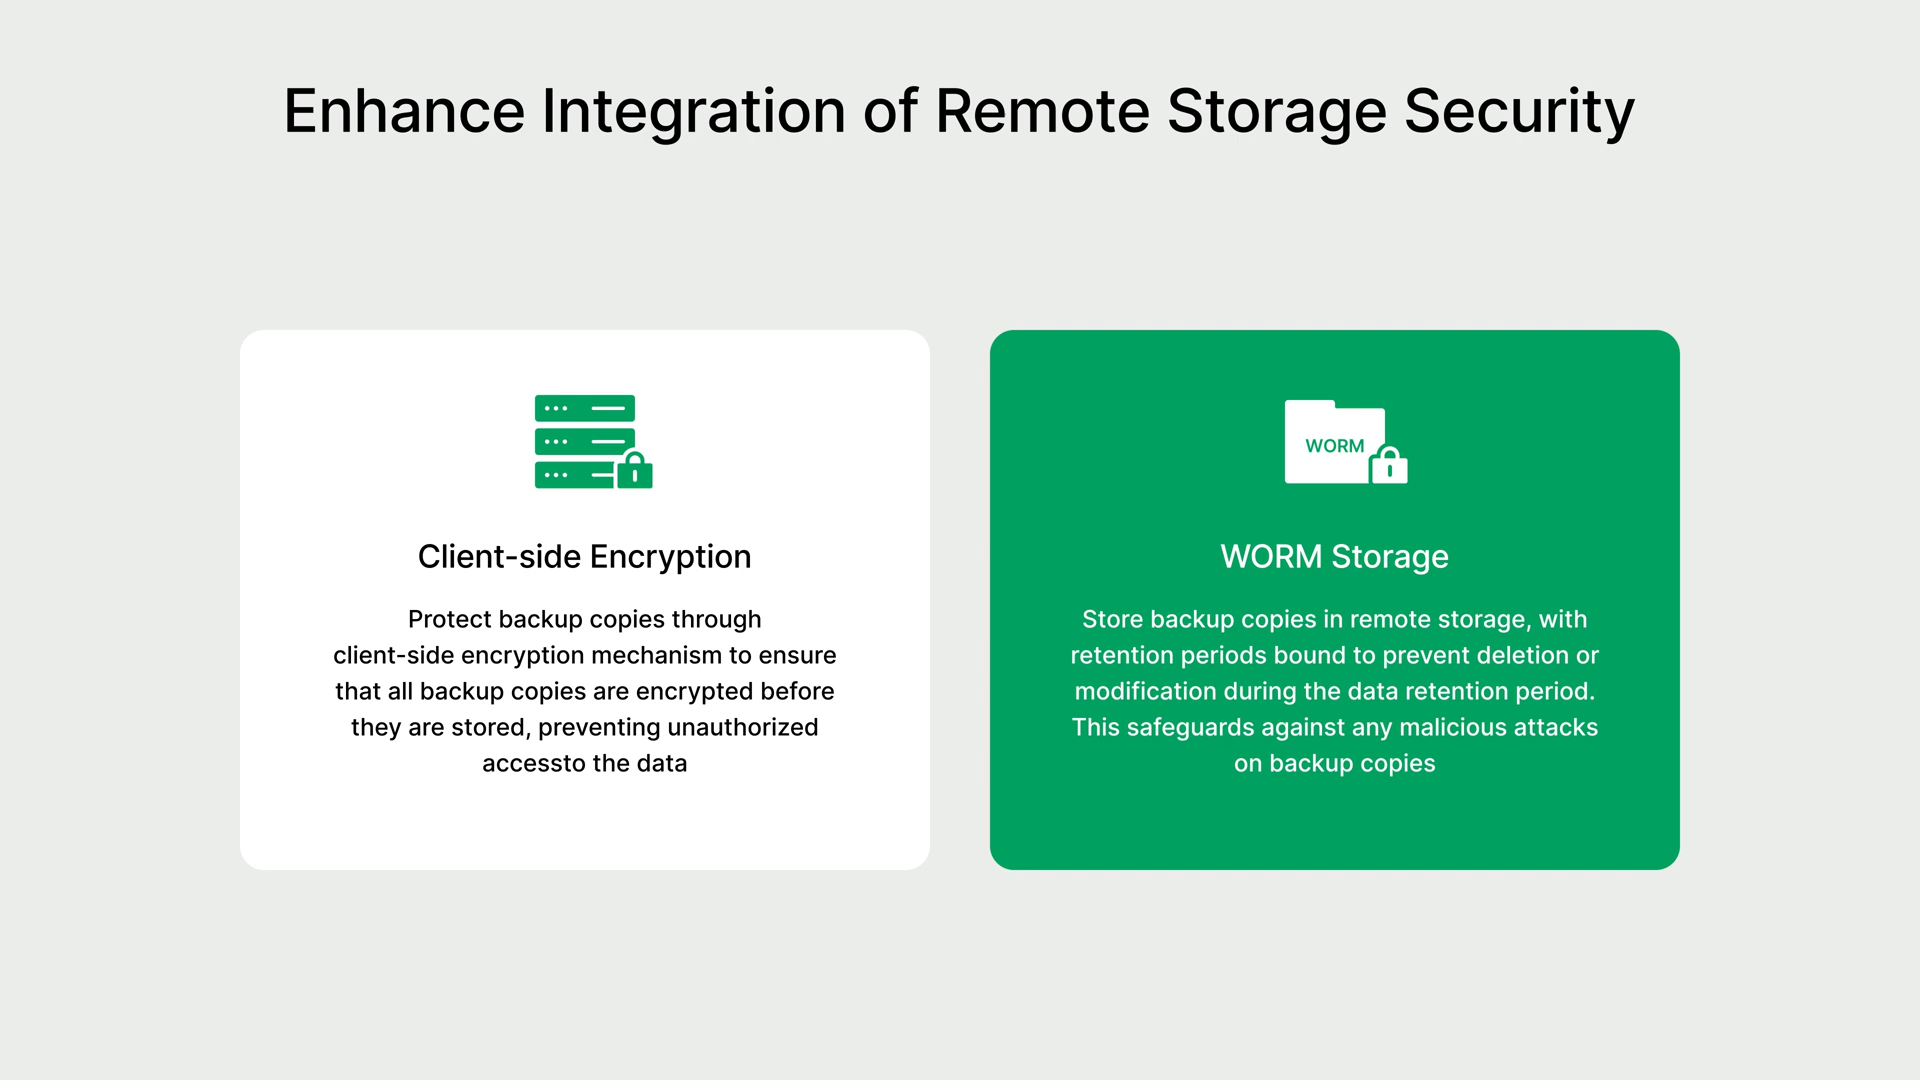 Enhance Integration of Remote Storage Security
Client-side Encryption
Protect backup copies through
client-side encryption mechanism to ensure
that all backup copies are encrypted before
they are stored, preventing unauthorized
accessto the data
WORM
WORM Storage
Store backup copies in remote storage, with
retention periods bound to prevent deletion or
modification during the data retention period.
This safeguards against any malicious attacks
on backup copies